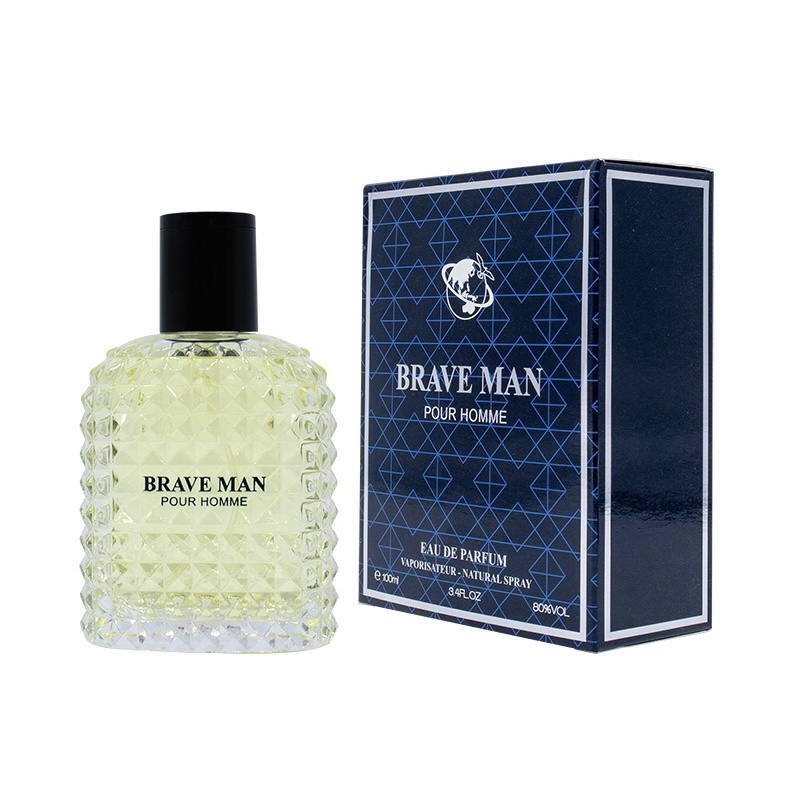 BRAVE MAN
POUR HOMME
BRAVE MAN
POUR HOMME
EAU DE PARFUM
VAPORISATEUR - NATURAL SPRAY
℮ 100ml
3.4FL.OZ
80%VOL